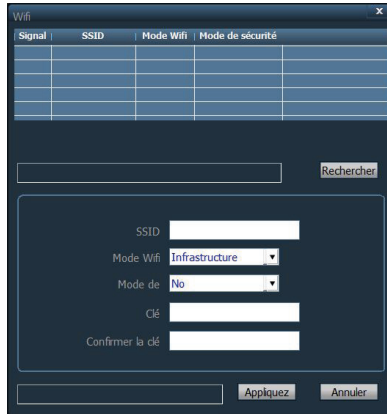 Wifi x
Signal SSID Mode Wifi Mode de sécurité
Rechercher
SSID
Mode Wifi Infrastructure
Mode de No
Clé
Confirmer la clé
Appliquez Annuler